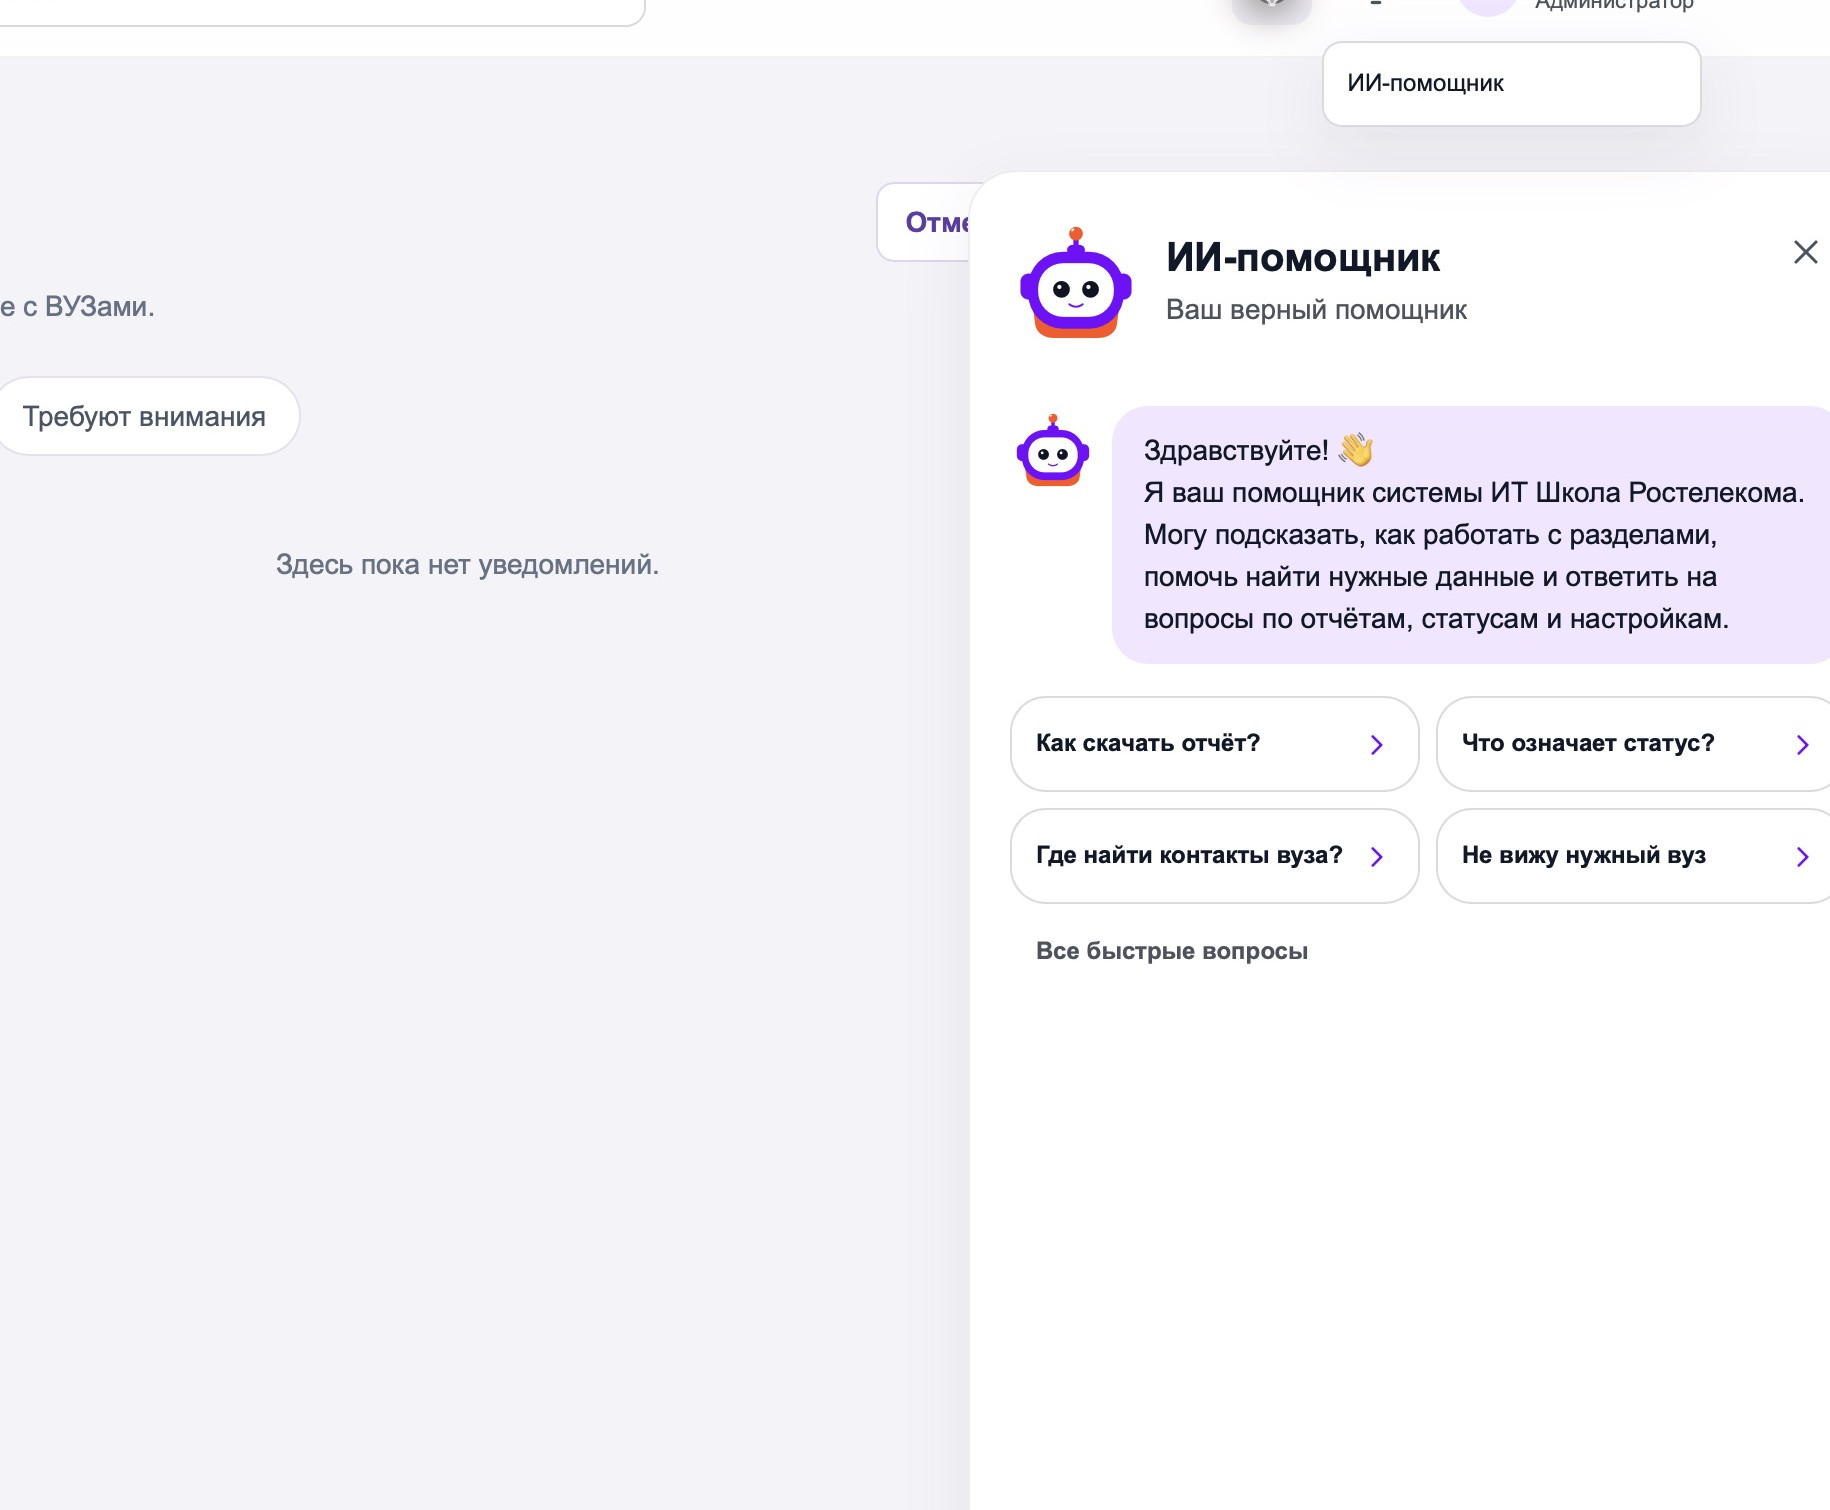 Администратор
ИИ-помощник
Отме
е с ВУЗами.
Требуют внимания
Здесь пока нет уведомлений.
ИИ-помощник
Ваш верный помощник
Здравствуйте! 👋
Я ваш помощник системы ИТ Школа Ростелекома.
Могу подсказать, как работать с разделами,
помочь найти нужные данные и ответить на
вопросы по отчётам, статусам и настройкам.
Как скачать отчёт?
Что означает статус?
Где найти контакты вуза?
Не вижу нужный вуз
Все быстрые вопросы